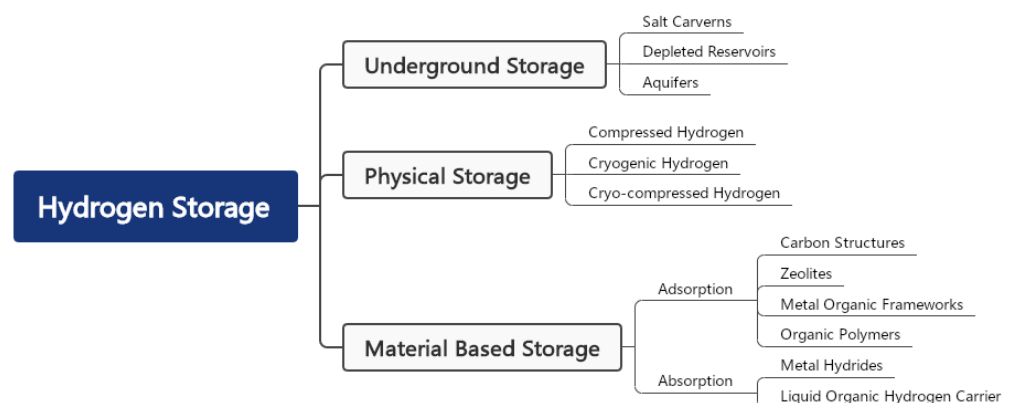 Hydrogen Storage
Underground Storage
Salt Carverns
Depleted Reservoirs
Aquifers
Physical Storage
Compressed Hydrogen
Cryogenic Hydrogen
Cryo-compressed Hydrogen
Material Based Storage
Adsorption
Carbon Structures
Zeolites
Metal Organic Frameworks
Organic Polymers
Absorption
Metal Hydrides
Liquid Organic Hydrogen Carrier